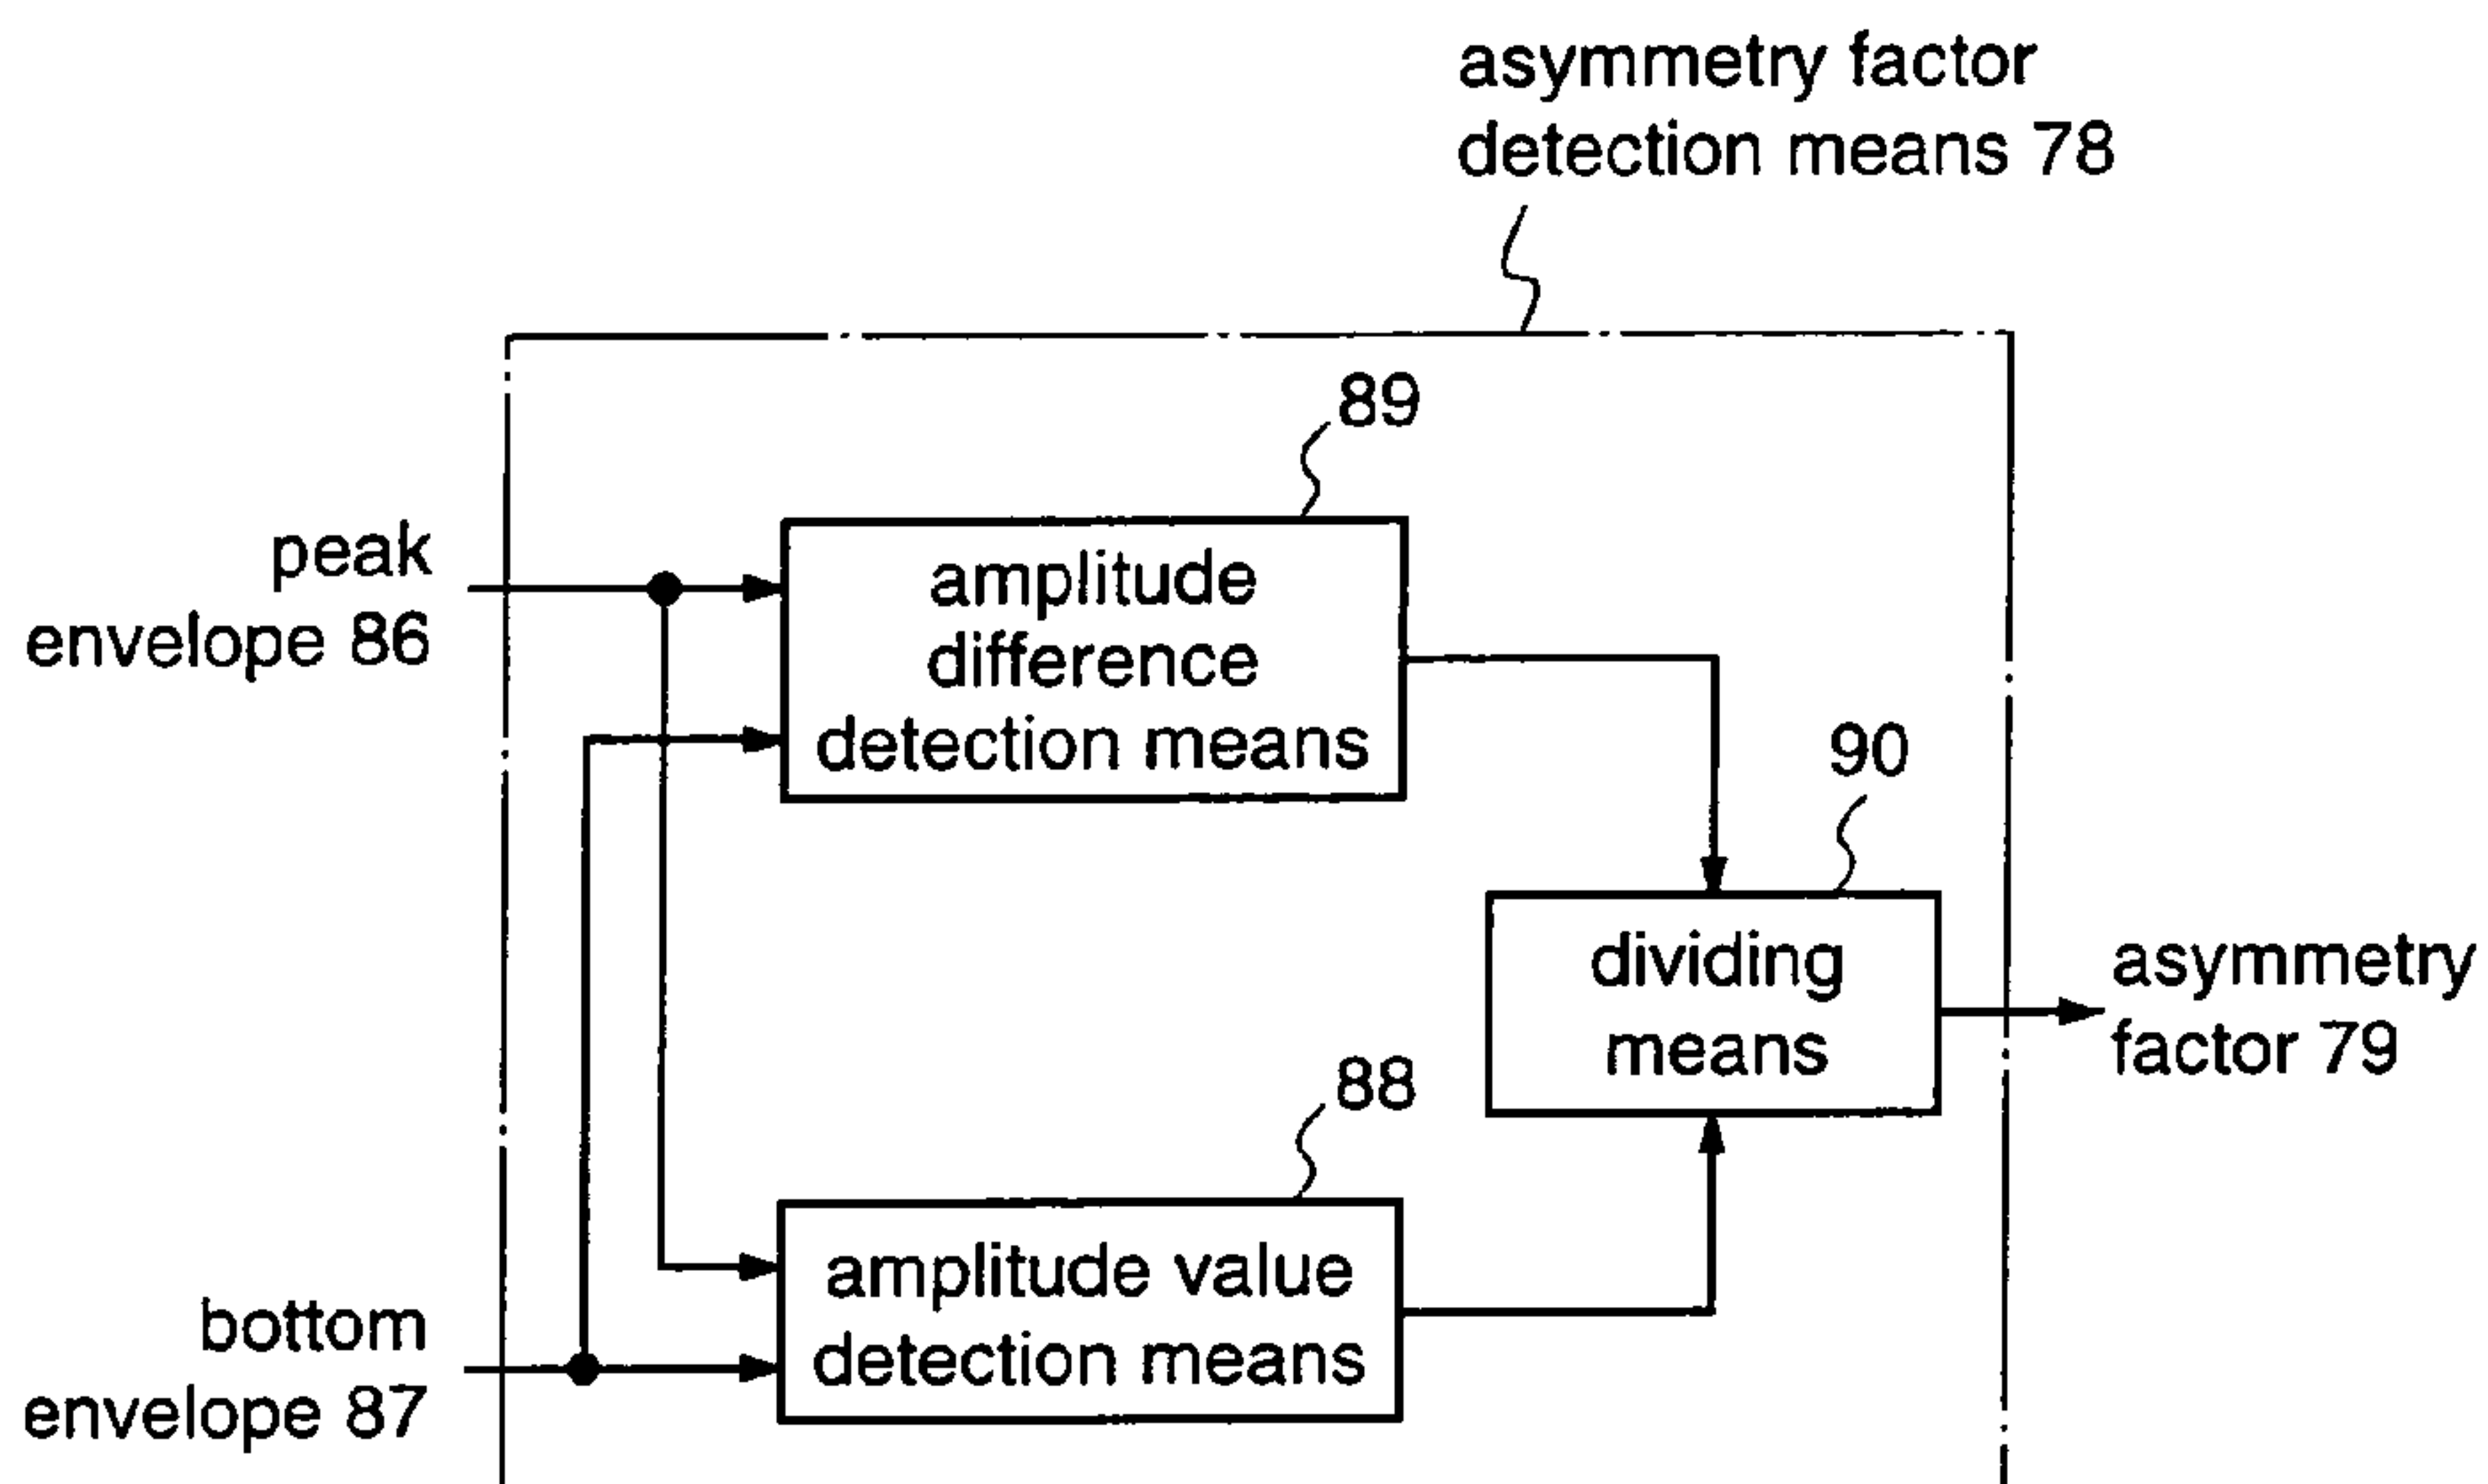 asymmetry factor
detection means 78
89
peak
envelope 86
amplitude
difference
detection means
90
dividing
means
asymmetry
factor 79
88
amplitude value
detection means
bottom
envelope 87